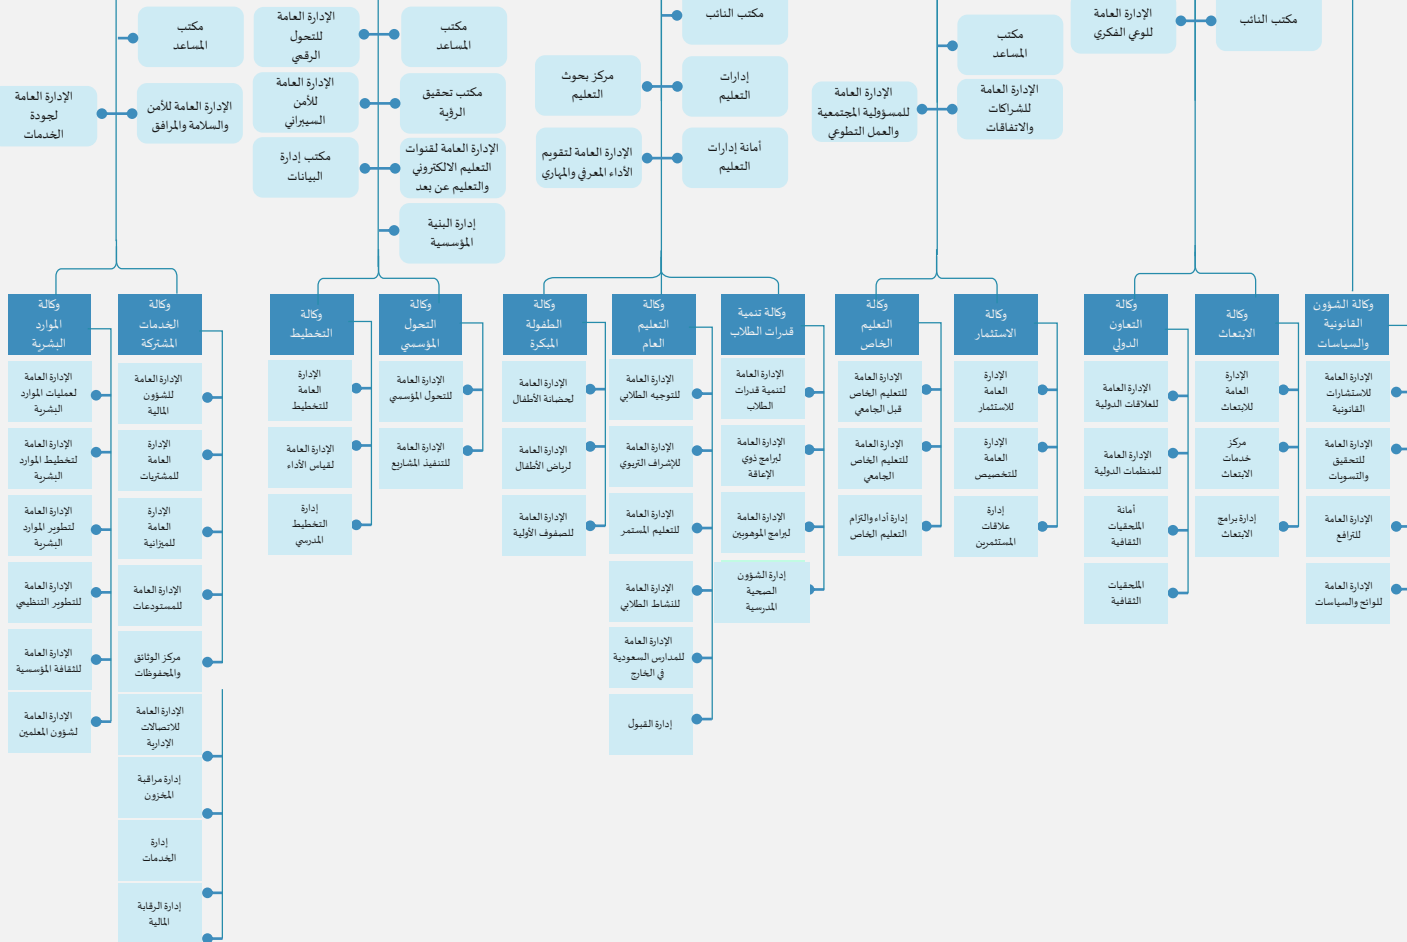 مكتب النائب
الإدارة العامة
للوعي الفكري
مكتب
المساعد
الإدارة العامة
للشراكات
والاتفاقات
الإدارة العامة
للمسؤولية المجتمعية
والعمل التطوعي
مكتب النائب
إدارات
التعليم
مركز بحوث
التعليم
أمانة إدارات
التعليم
الإدارة العامة لتقويم
الأداء المعرفي والمهاري
مكتب
المساعد
الإدارة العامة
للتحول
الرقمي
مكتب تحقيق
الرؤية
الإدارة العامة
للأمن
السيبراني
الإدارة العامة لقنوات
التعليم الالكتروني
والتعليم عن بعد
مكتب إدارة
البيانات
إدارة البنية
المؤسسية
مكتب
المساعد
الإدارة العامة للأمن
والسلامة والمرافق
الإدارة العامة
لجودة
الخدمات
وكالة الشؤون
القانونية
والسياسات
الإدارة العامة
للاستشارات
القانونية
الإدارة العامة
للتحقيق
والتسويات
الإدارة العامة
للترافع
الإدارة العامة
للوائح والسياسات
وكالة
الابتعاث
الإدارة
العامة
للابتعاث
مركز
خدمات
الابتعاث
إدارة برامج
الابتعاث
وكالة
التعاون
الدولي
الإدارة العامة
للعلاقات الدولية
الإدارة العامة
للمنظمات الدولية
أمانة
الملحقيات
الثقافية
الملحقيات
الثقافية
وكالة
الاستثمار
الإدارة
العامة
للاستثمار
الإدارة
العامة
للتخصيص
إدارة
علاقات
المستثمرين
وكالة
التعليم
الخاص
الإدارة العامة
للتعليم الخاص
قبل الجامعي
الإدارة العامة
للتعليم الخاص
الجامعي
إدارة أداء والتزام
التعليم الخاص
وكالة تنمية
قدرات الطلاب
الإدارة العامة
لتنمية قدرات
الطلاب
الإدارة العامة
لبرامج ذوي
الإعاقة
الإدارة العامة
لبرامج الموهوبين
إدارة الشؤون
الصحية
المدرسية
وكالة
التعليم
العام
الإدارة العامة
للتوجيه الطلابي
الإدارة العامة
للإشراف التربوي
الإدارة العامة
للتعليم المستمر
الإدارة العامة
للنشاط الطلابي
الإدارة العامة
للمدارس السعودية
في الخارج
إدارة القبول
وكالة
الطفولة
المبكرة
الإدارة العامة
لحضانة الأطفال
الإدارة العامة
لرياض الأطفال
الإدارة العامة
للصفوف الأولية
وكالة
التحول
المؤسسي
الإدارة العامة
للتحول المؤسسي
الإدارة العامة
للتنفيذ المشاريع
وكالة
التخطيط
الإدارة
العامة
للتخطيط
الإدارة العامة
لقياس الأداء
إدارة
التخطيط
المدرسي
وكالة
الخدمات
المشتركة
الإدارة العامة
للشؤون
المالية
الإدارة
العامة
للمشتريات
الإدارة
العامة
للميزانية
الإدارة العامة
للمستودعات
مركز الوثائق
والمحفوظات
الإدارة العامة
للاتصالات
الإدارية
إدارة مراقبة
المخزون
إدارة
الخدمات
إدارة الرقابة
المالية
وكالة
الموارد
البشرية
الإدارة العامة
لعمليات الموارد
البشرية
الإدارة العامة
لتخطيط الموارد
البشرية
الإدارة العامة
لتطوير الموارد
البشرية
الإدارة العامة
للتطوير التنظيمي
الإدارة العامة
للثقافة المؤسسية
الإدارة العامة
لشؤون المعلمين